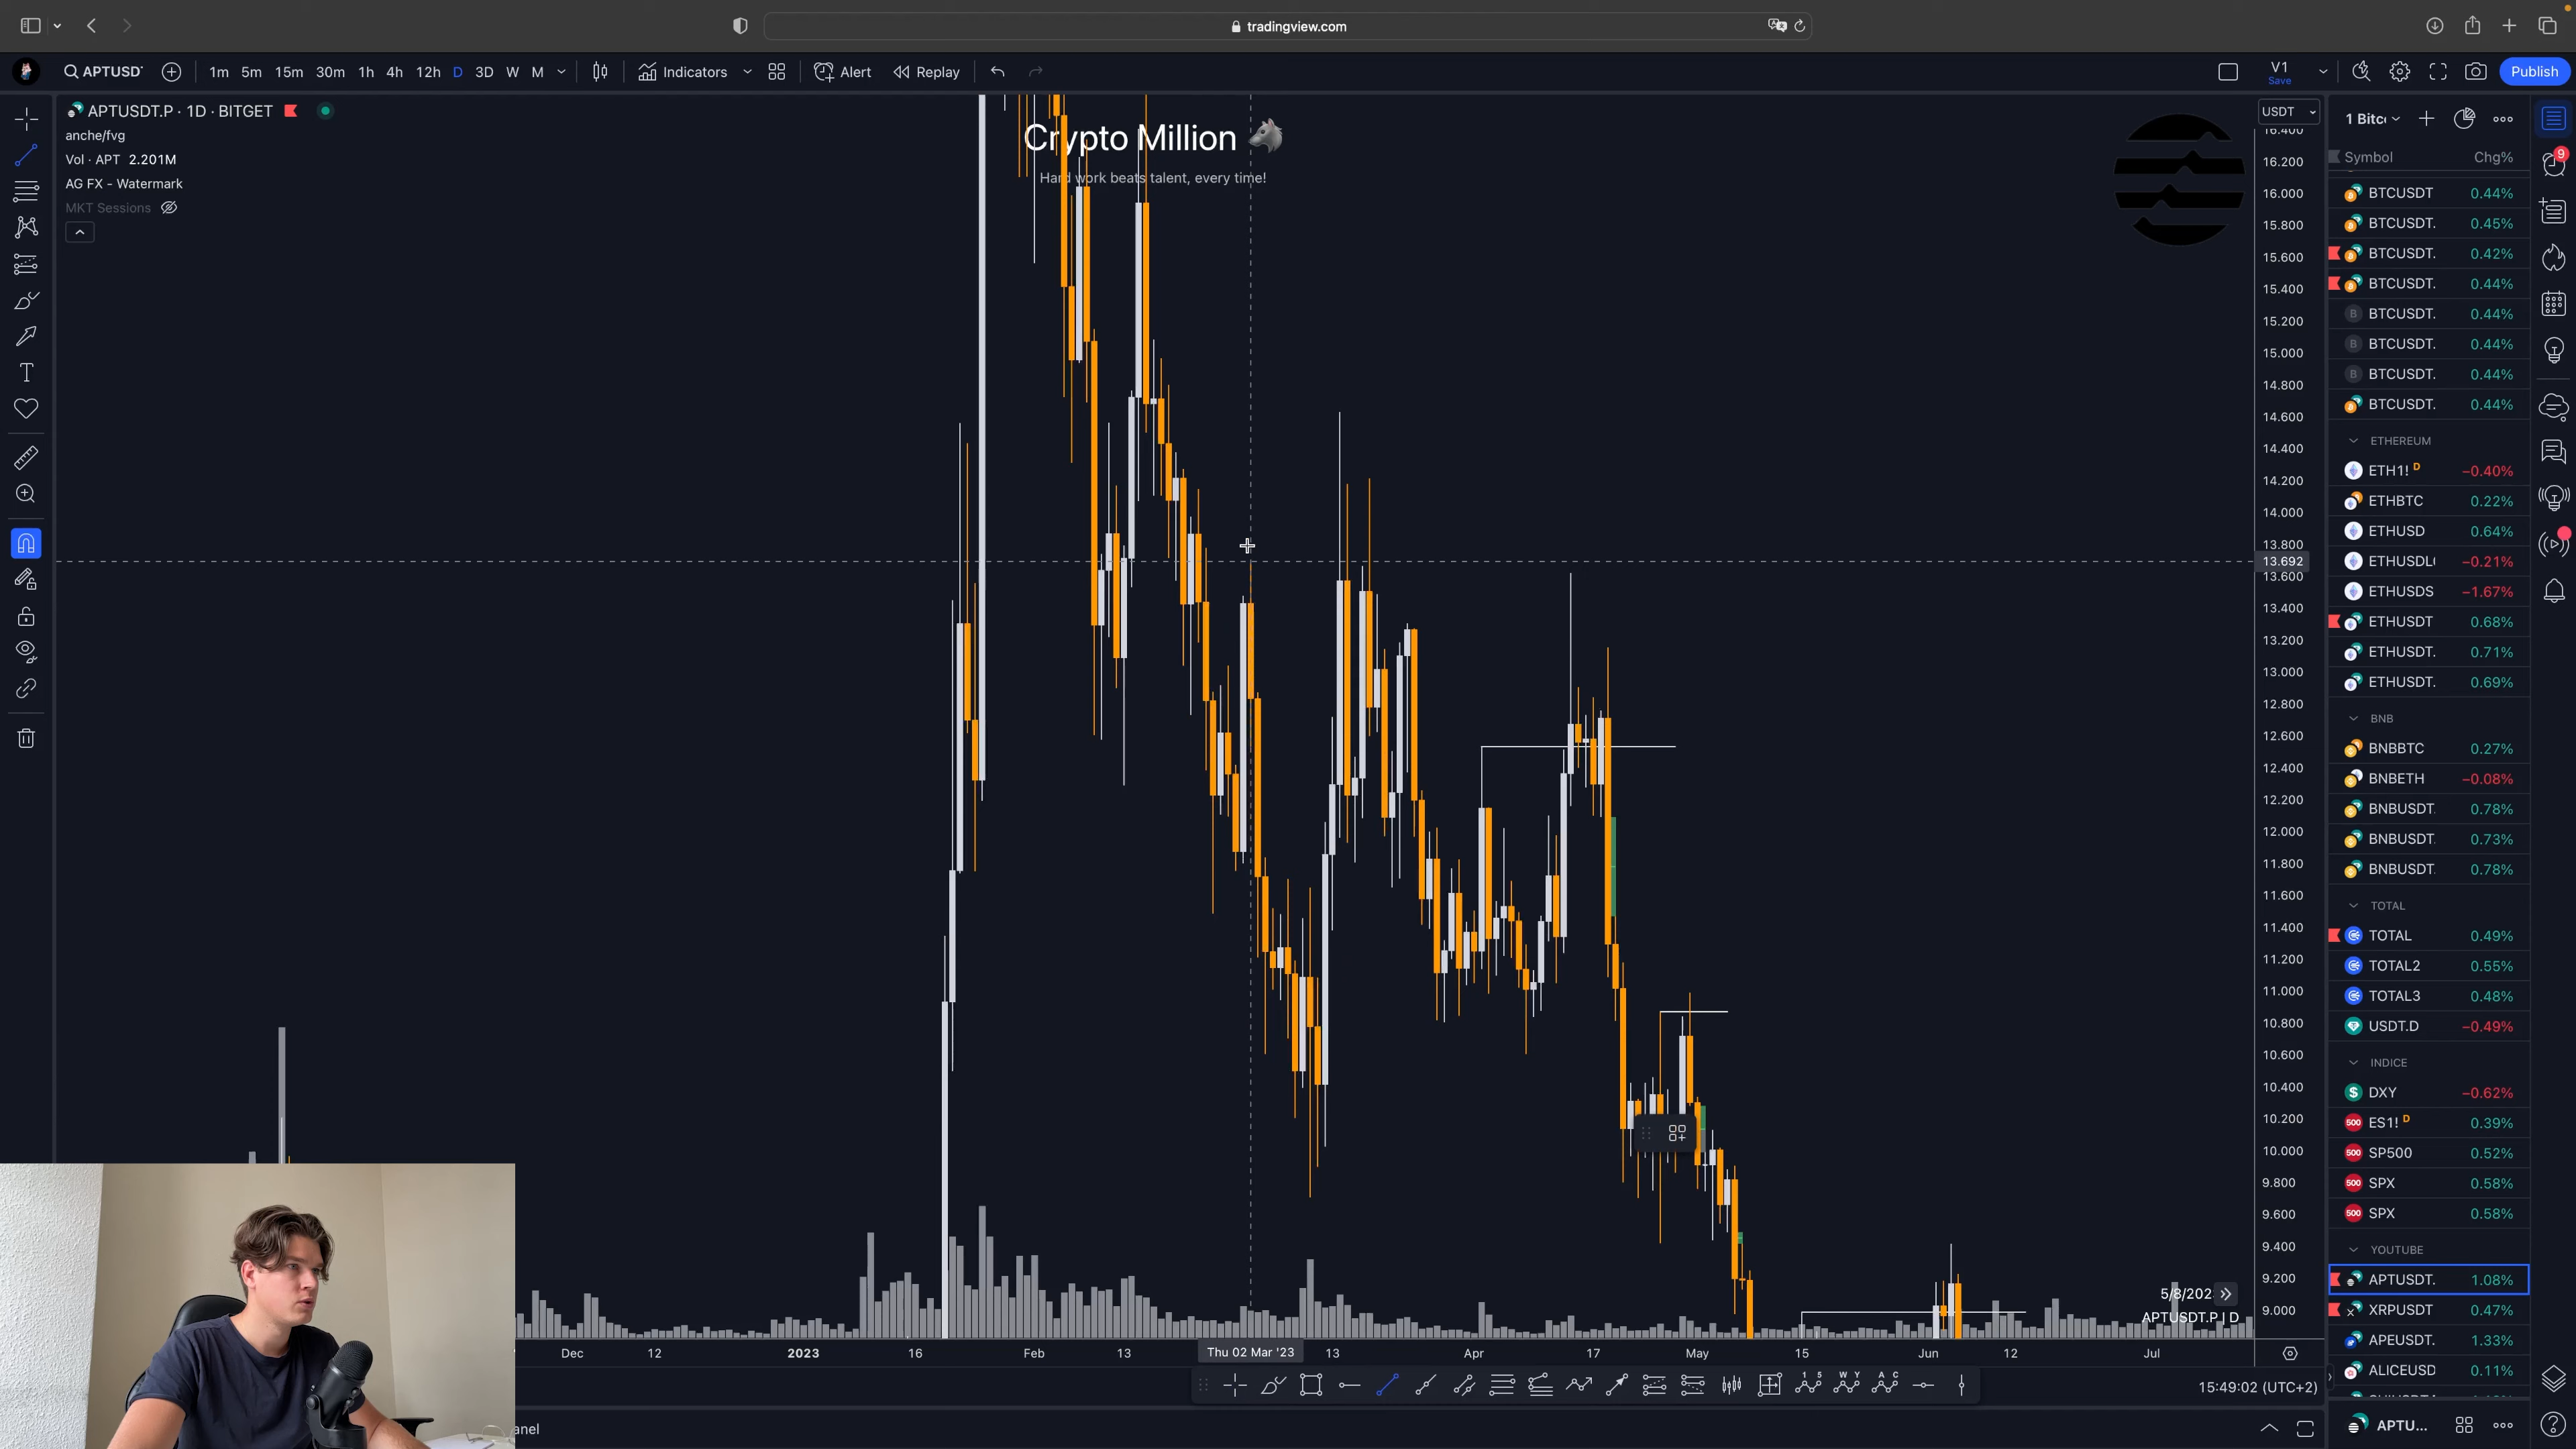 tradingview.com
APTUSDT
1m 5m 15m 30m 1h 4h 12h D 3D W M
Indicators
Alert
Replay
V1
Save
Publish
APTUSDT.P · 1D · BITGET
anche/fvg
Vol · APT 2.201M
AG FX - Watermark
MKT Sessions
Crypto Million
Hard work beats talent, every time!
USDT
16.400
16.200
16.000
15.800
15.600
15.400
15.200
15.000
14.800
14.600
14.400
14.200
14.000
13.800
13.692
13.600
13.400
13.200
13.000
12.800
12.600
12.400
12.200
12.000
11.800
11.600
11.400
11.200
11.000
10.800
10.600
10.400
10.200
10.000
9.800
9.600
9.400
9.200
9.000
5/8/202
APTUSDT.P | D
Dec 12 2023 16 Feb 13 Thu 02 Mar '23 13 Apr 17 May 15 Jun 12 Jul
15:49:02 (UTC+2)
anel
1 Bitc
Symbol Chg%
BTCUSDT 0.44%
BTCUSDT. 0.45%
BTCUSDT. 0.42%
BTCUSDT. 0.44%
BTCUSDT. 0.44%
BTCUSDT. 0.44%
BTCUSDT. 0.44%
BTCUSDT. 0.44%
ETHEREUM
ETH1! D −0.40%
ETHBTC 0.22%
ETHUSD 0.64%
ETHUSDL −0.21%
ETHUSDS −1.67%
ETHUSDT 0.68%
ETHUSDT. 0.71%
ETHUSDT. 0.69%
BNB
BNBBTC 0.27%
BNBETH −0.08%
BNBUSDT 0.78%
BNBUSDT. 0.73%
BNBUSDT. 0.78%
TOTAL
TOTAL 0.49%
TOTAL2 0.55%
TOTAL3 0.48%
USDT.D −0.49%
INDICE
DXY −0.62%
ES1! D 0.39%
SP500 0.52%
SPX 0.58%
SPX 0.58%
YOUTUBE
APTUSDT. 1.08%
XRPUSDT 0.47%
APEUSDT. 1.33%
ALICEUSD 0.11%
APTU...
9